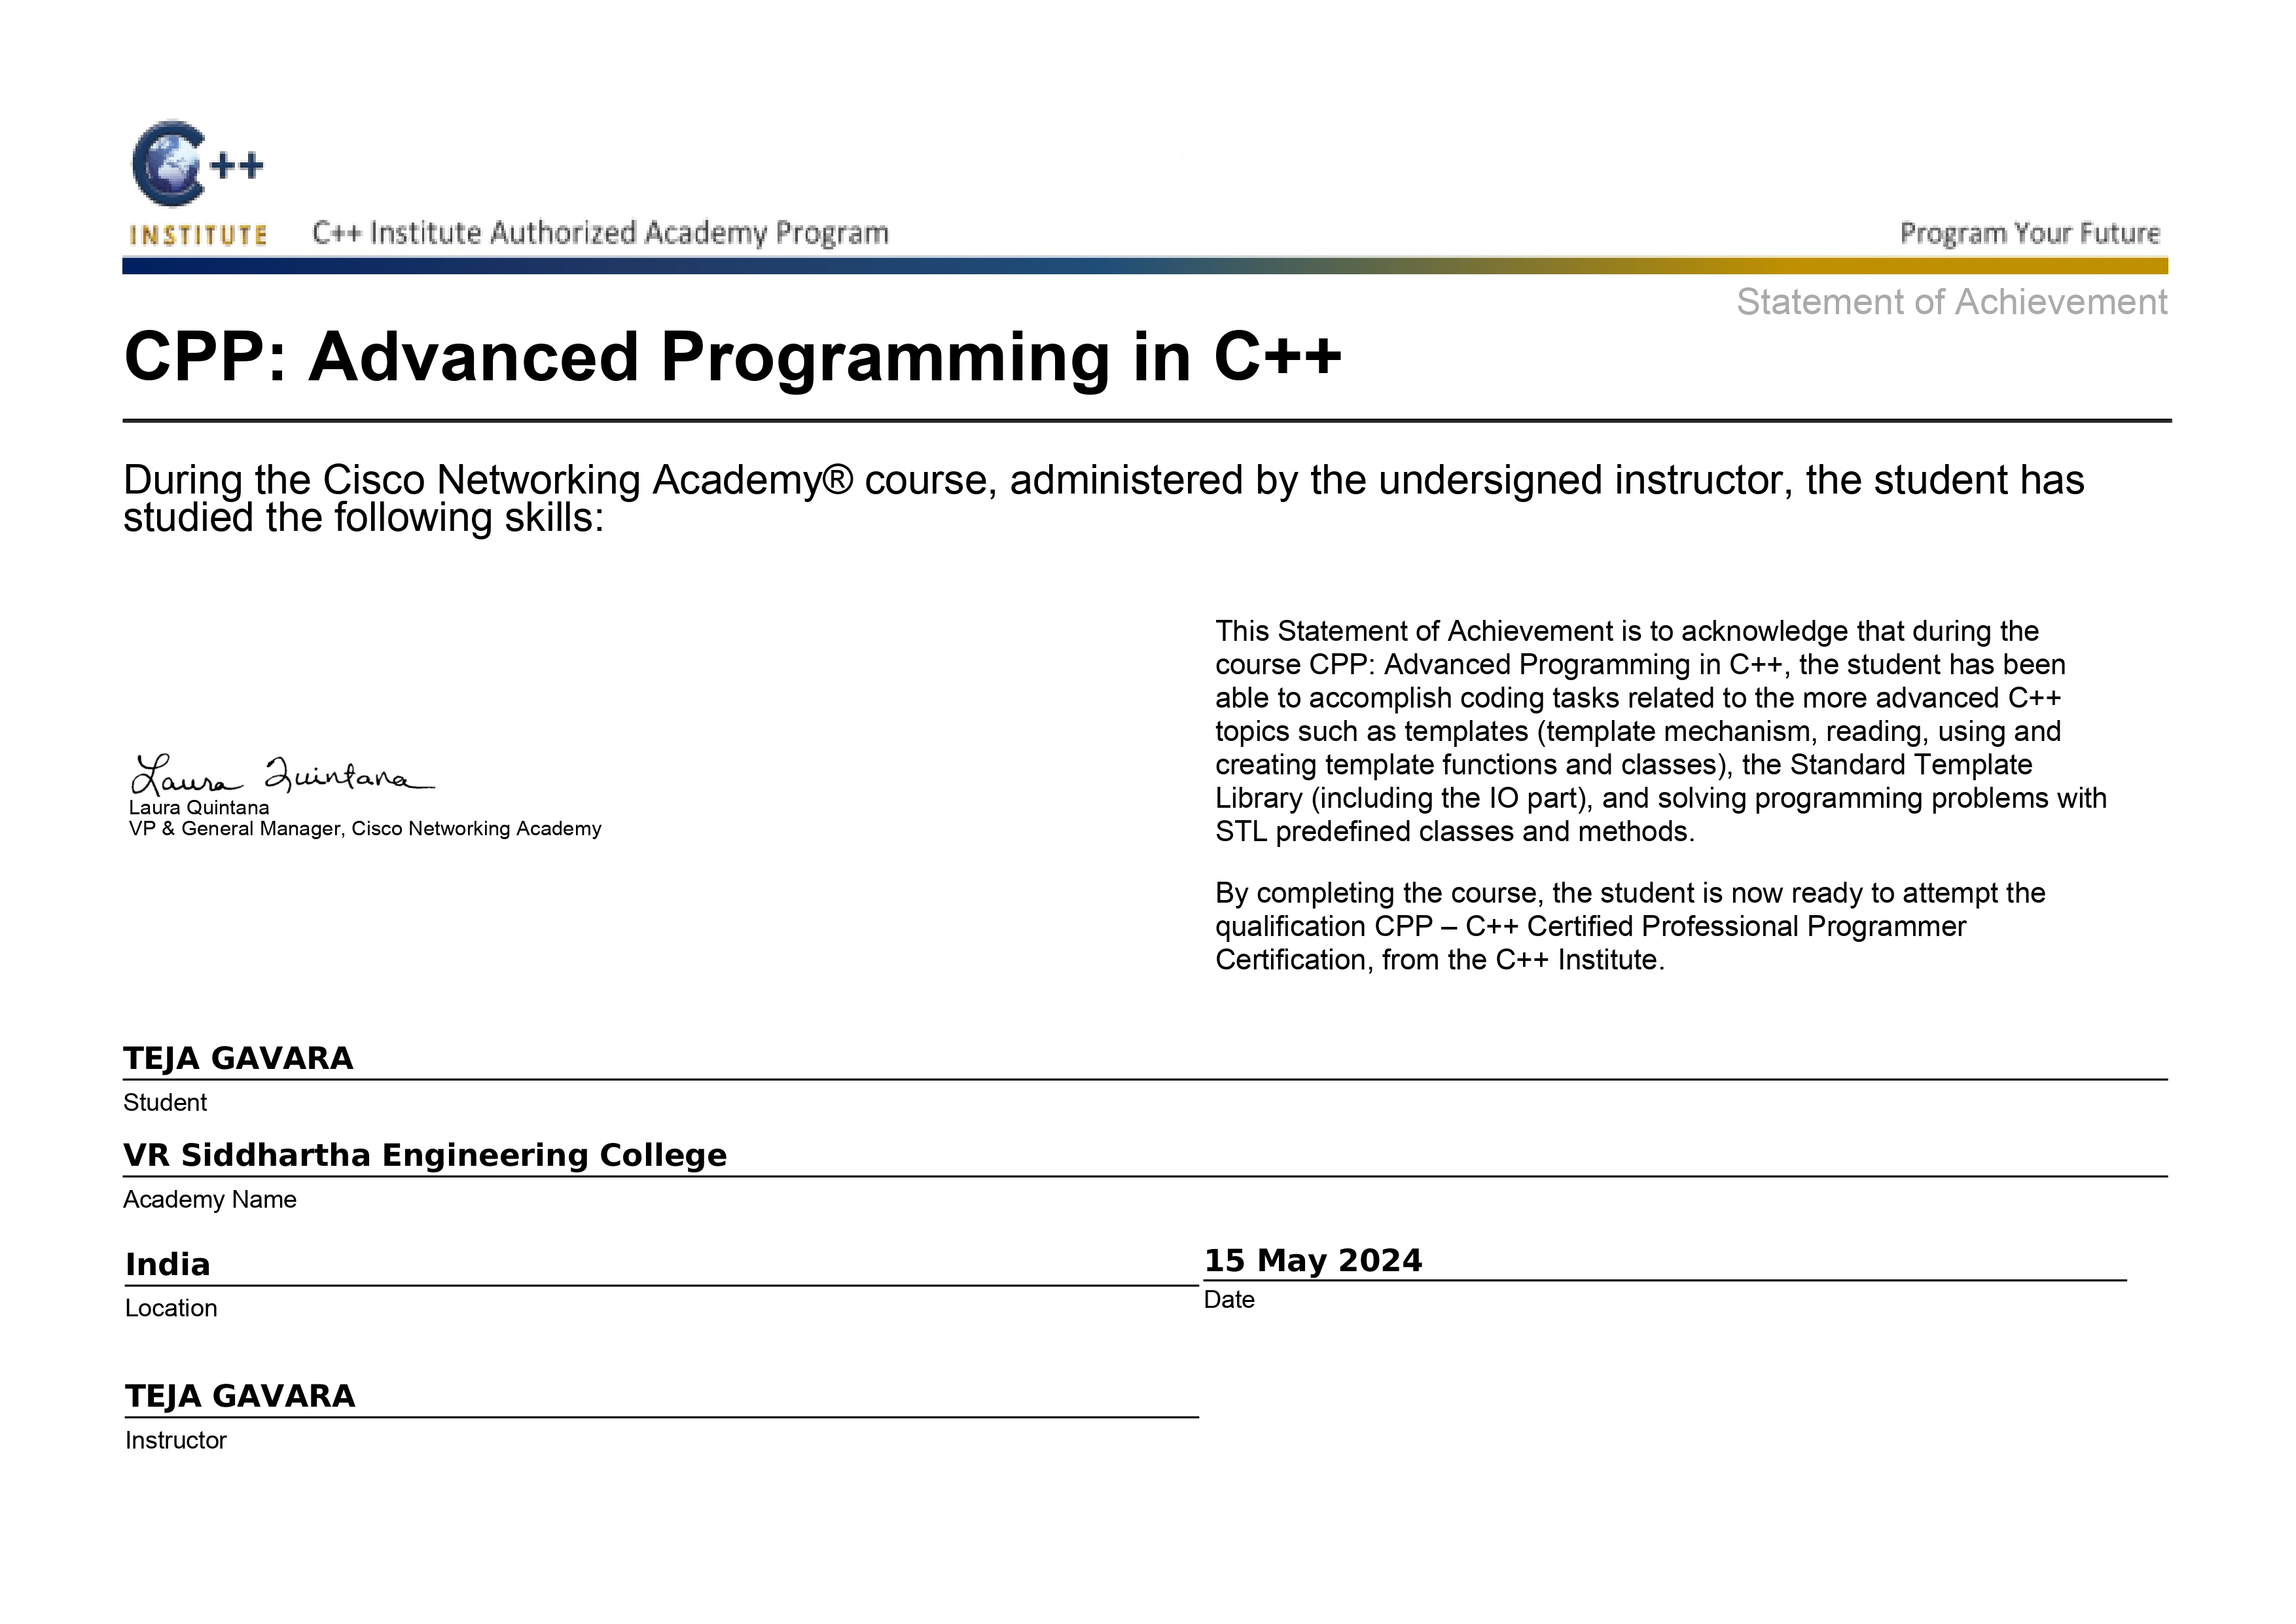 C++
INSTITUTE
C++ Institute Authorized Academy Program
Program Your Future
Statement of Achievement
CPP: Advanced Programming in C++
During the Cisco Networking Academy® course, administered by the undersigned instructor, the student has
studied the following skills:
Laura Quintana
Laura Quintana
VP & General Manager, Cisco Networking Academy
This Statement of Achievement is to acknowledge that during the
course CPP: Advanced Programming in C++, the student has been
able to accomplish coding tasks related to the more advanced C++
topics such as templates (template mechanism, reading, using and
creating template functions and classes), the Standard Template
Library (including the IO part), and solving programming problems with
STL predefined classes and methods.
By completing the course, the student is now ready to attempt the
qualification CPP – C++ Certified Professional Programmer
Certification, from the C++ Institute.
TEJA GAVARA
Student
VR Siddhartha Engineering College
Academy Name
India
Location
15 May 2024
Date
TEJA GAVARA
Instructor